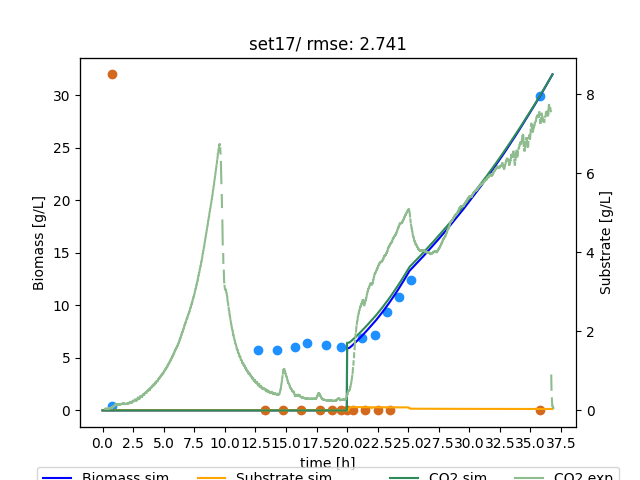 set17/ rmse: 2.741
Biomass [g/L]
30
25
20
15
10
5
0
8
6
4
2
0
Substrate [g/L]
0.0 2.5 5.0 7.5 10.0 12.5 15.0 17.5 20.0 22.5 25.0 27.5 30.0 32.5 35.0 37.5
time [h]
Biomass sim Substrate sim CO2 sim CO2 exp